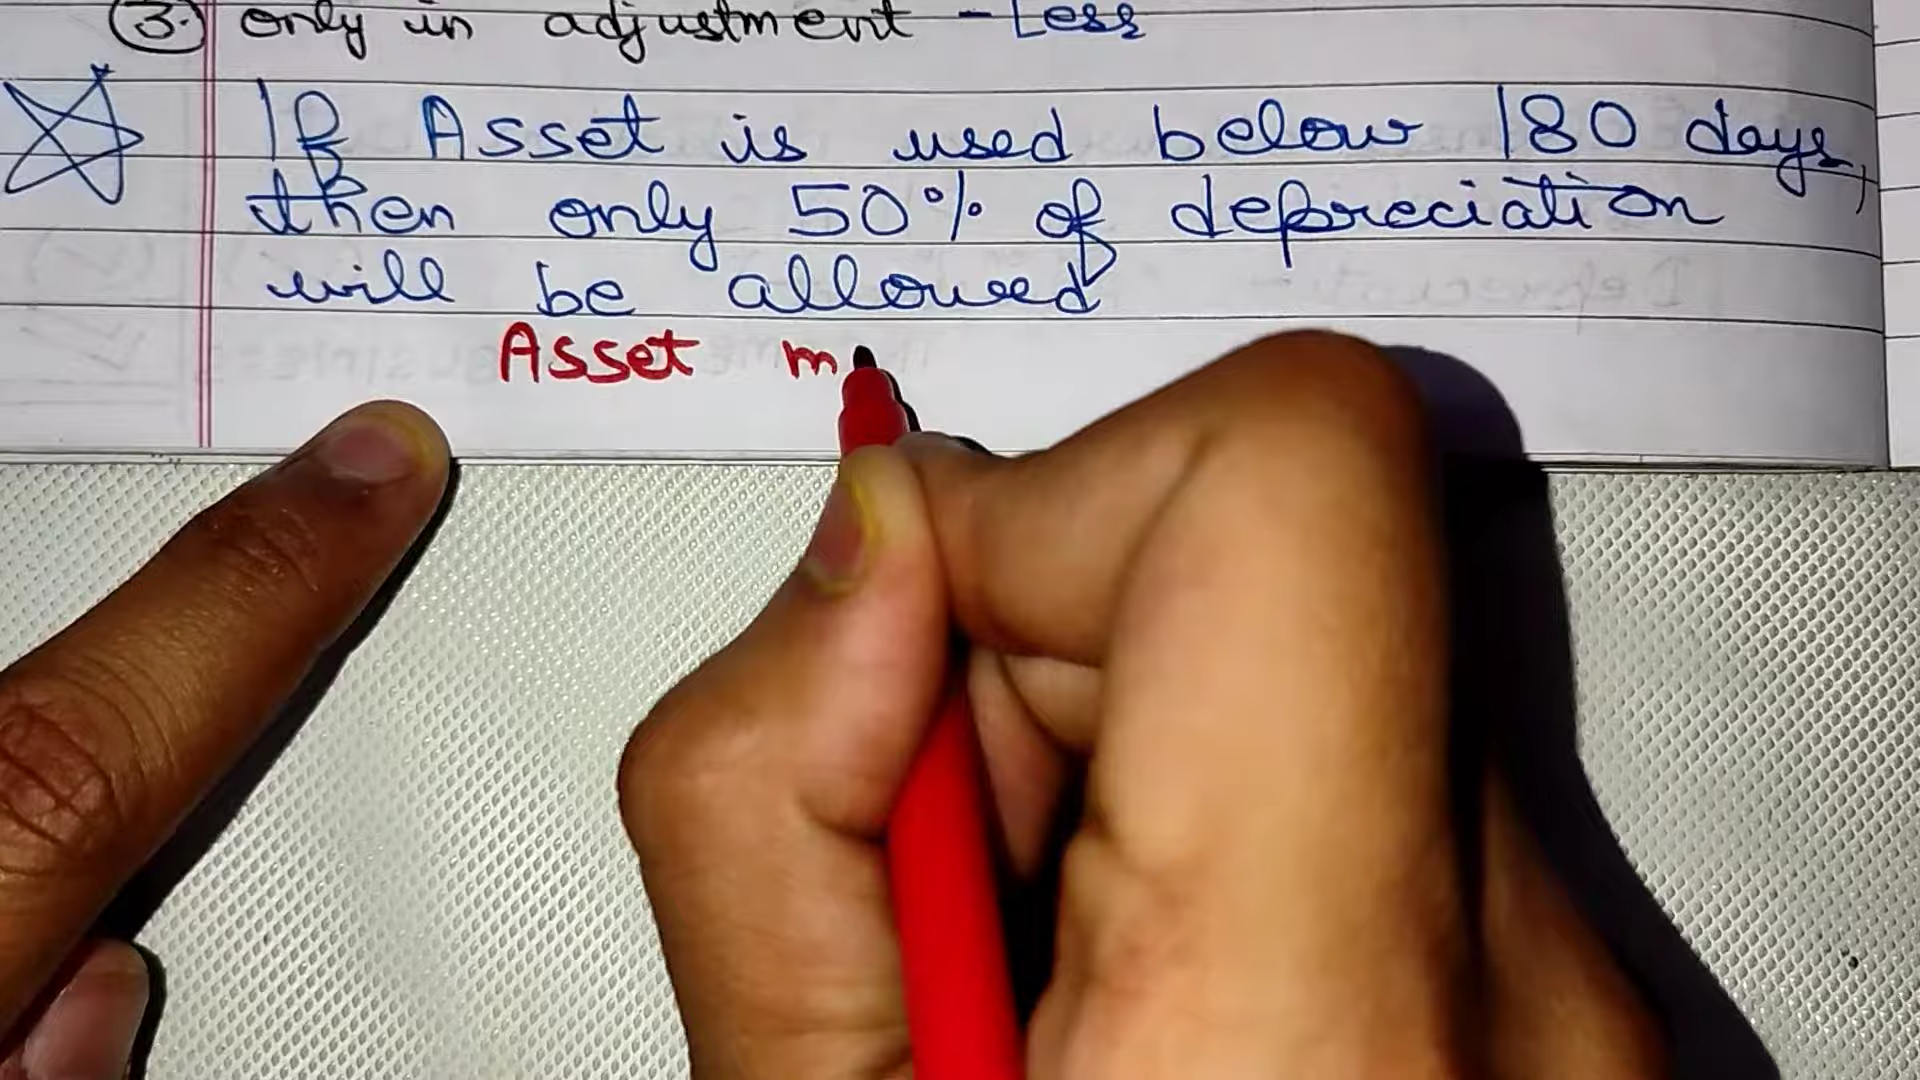 3. only in adjustment - Less
If Asset is used below 180 days,
then only 50% of depreciation
will be allowed
Asset m